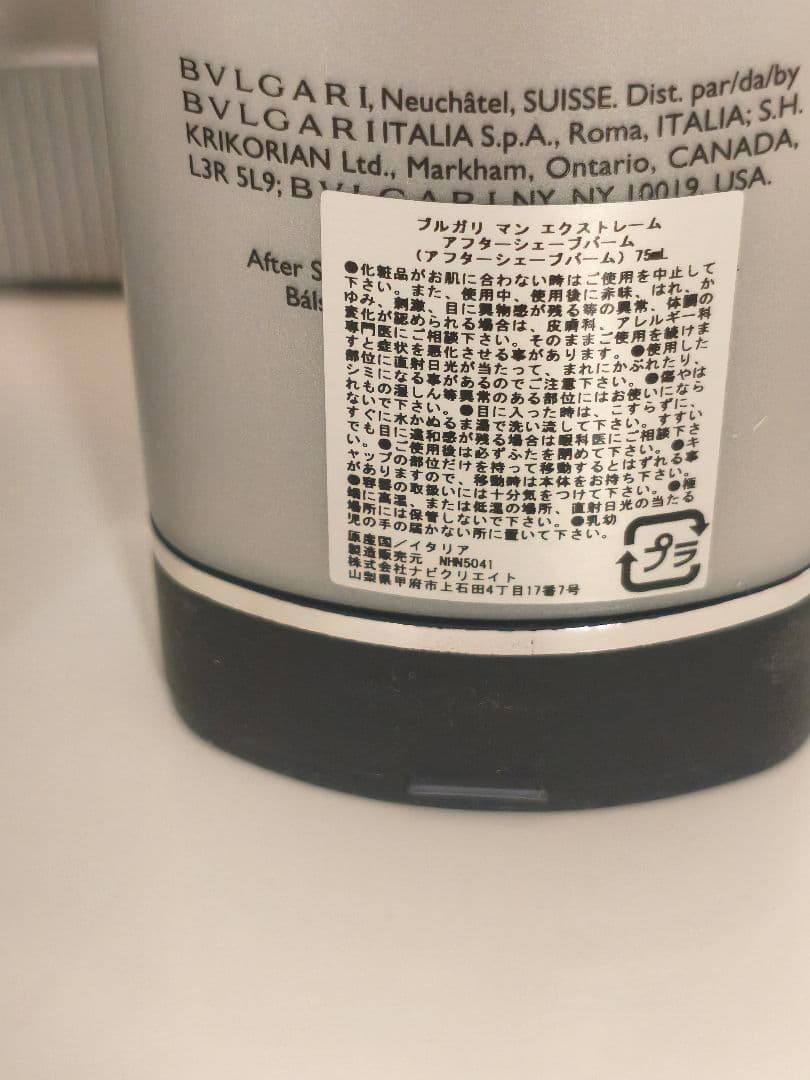 BVLGARI, Neuchâtel, SUISSE. Dist. par/da/by
BVLGARI ITALIA S.p.A., Roma, ITALIA; S.H.
KRIKORIAN Ltd., Markham, Ontario, CANADA,
L3R 5L9; BVLGARI NY, NY 10019, USA.
After
ブルガリ マン エクストレーム
アフターシェーブバーム
(アフターシェーブバーム) 75mL
●化粧品がお肌に合わない時はご使用を中止して
下さい。また、使用中、使用後に赤味、はれ、か
ゆみ、刺激、目に異物感が残る等の異常、体調の
変化が認められる場合は、皮膚科、アレルギー科
専門医にご相談下さい。そのままご使用を続けま
すと症状を悪化させる事があります。●使用した
部位に直射日光が当たって、まれにかぶれたり、
シミになる事があるのでご注意下さい。●傷やは
れもの湿しん等異常のある部位にはお使いになら
ないで下さい。●目に入った時は、こすらずに、
すぐに水かぬるま湯で洗い流して下さい。すすい
でも目に違和感が残る場合は眼科医にご相談下さ
い。●ご使用後は必ずふたを閉めて下さい。●キ
ャップの部位だけを持って移動するとはずれる事
がありますので、移動時は本体をお持ち下さい。
●容器の取扱いには十分気をつけて下さい。●極
端に高温、または低温の場所、直射日光の当たる
場所には保管しないで下さい。●乳幼
児の手の届かない所に置いて下さい。
原産国/イタリア
製造販売元 NHN5041
株式会社ナビクリエイト
山梨県甲府市上石田4丁目17番7号
プラ